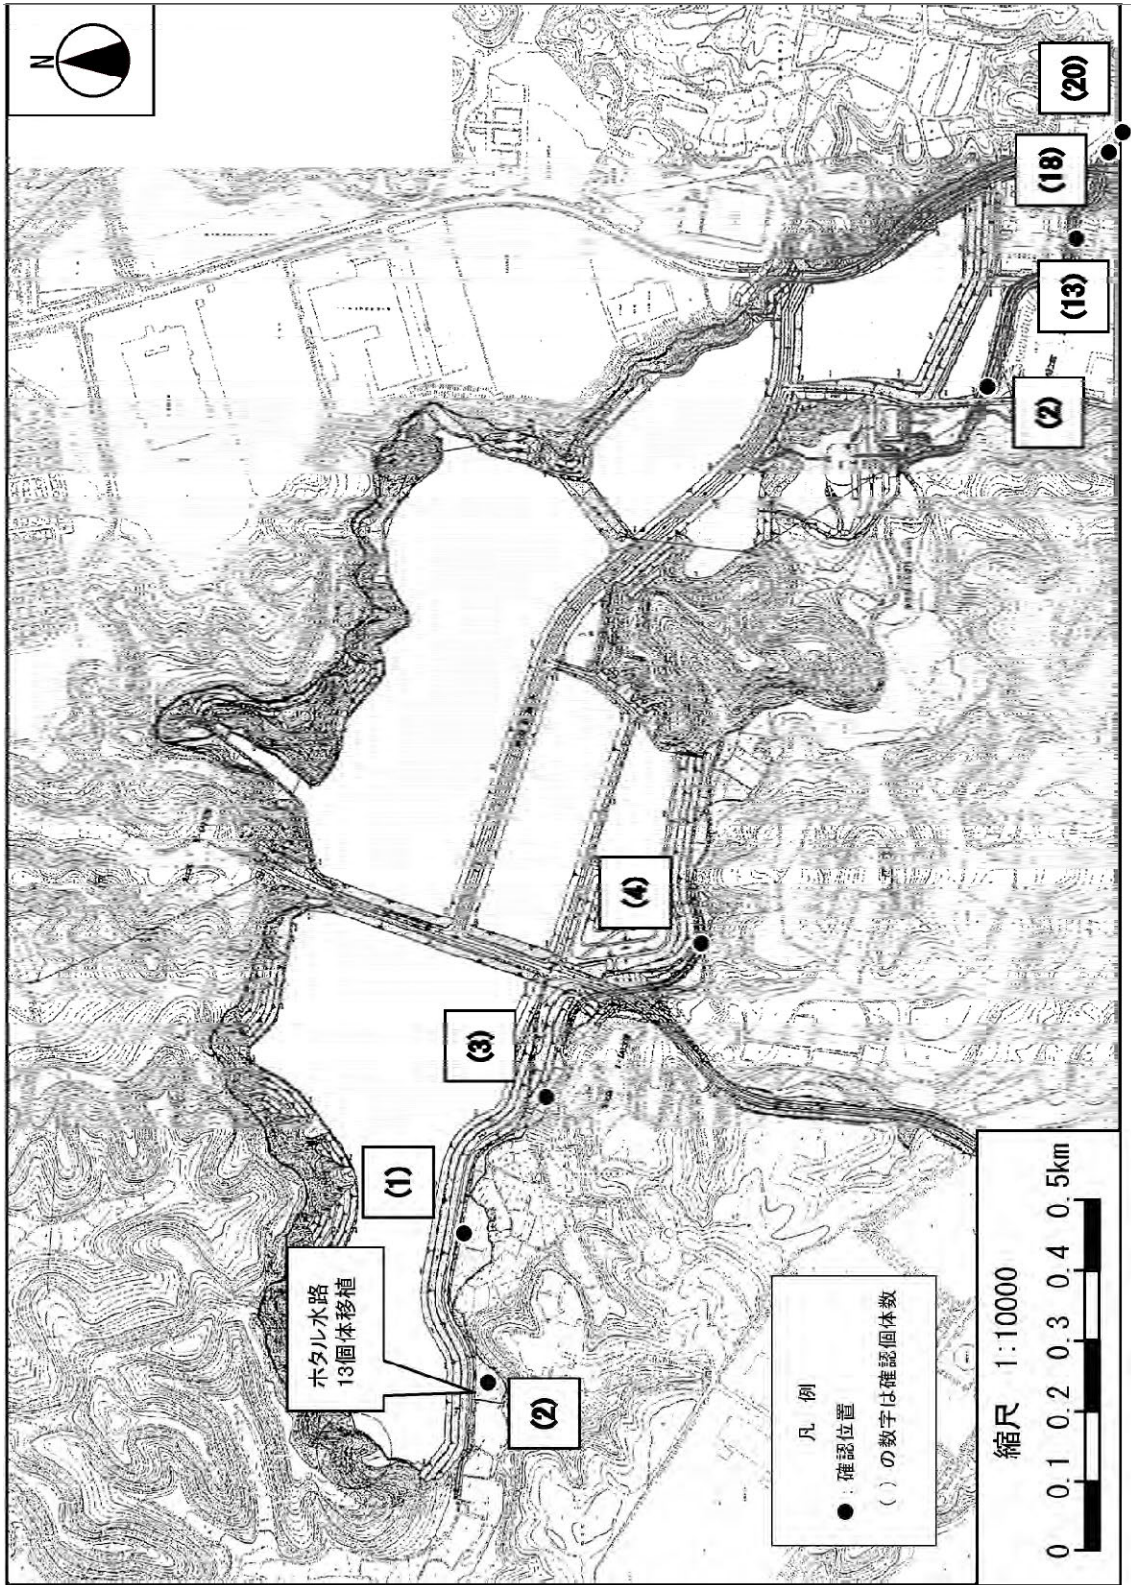 N
(20)
(18)
(13)
(2)
(4)
(3)
(1)
ホタル水路
13個体移植
(2)
凡 例
● : 確認位置
( ) の数字は確認個体数
縮尺 1:10000
0 0.1 0.2 0.3 0.4 0.5km